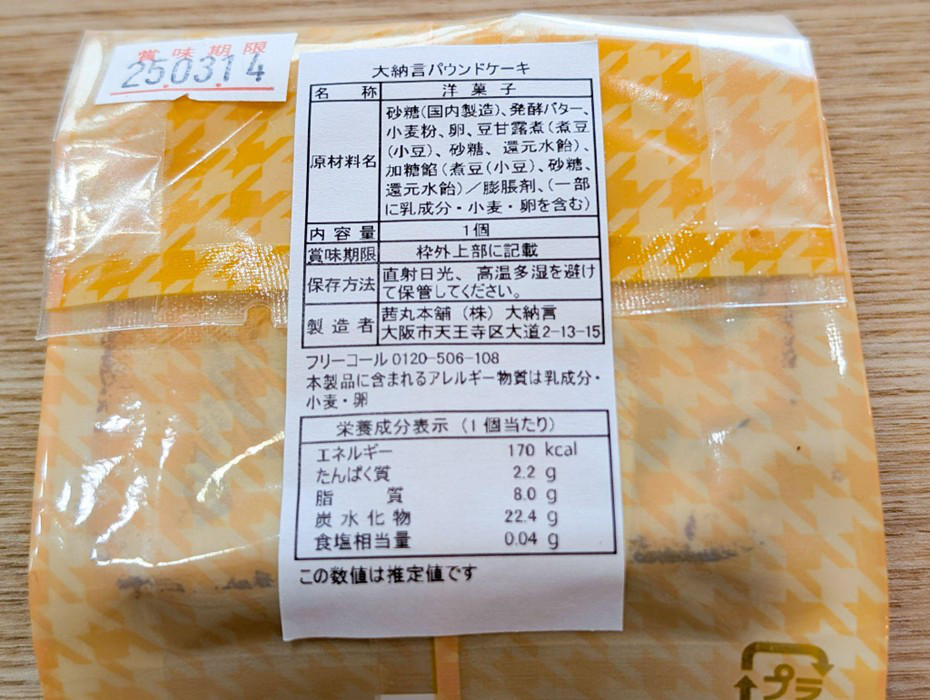 賞味期限
250314
大納言パウンドケーキ
名称 洋菓子
原材料名 砂糖(国内製造)、発酵バター、
小麦粉、卵、豆甘露煮(煮豆
(小豆)、砂糖、還元水飴)、
加糖餡(煮豆(小豆)、砂糖、
還元水飴)/膨脹剤、(一部
に乳成分・小麦・卵を含む)
内容量 1個
賞味期限 枠外上部に記載
保存方法 直射日光、高温多湿を避け
て保管してください。
製造者 茜丸本舗(株)大納言
大阪市天王寺区大道2-13-15
フリーコール 0120-506-108
本製品に含まれるアレルギー物質は乳成分・
小麦・卵
栄養成分表示(1個当たり)
エネルギー 170 kcal
たんぱく質 2.2 g
脂質 8.0 g
炭水化物 22.4 g
食塩相当量 0.04 g
この数値は推定値です
プラ